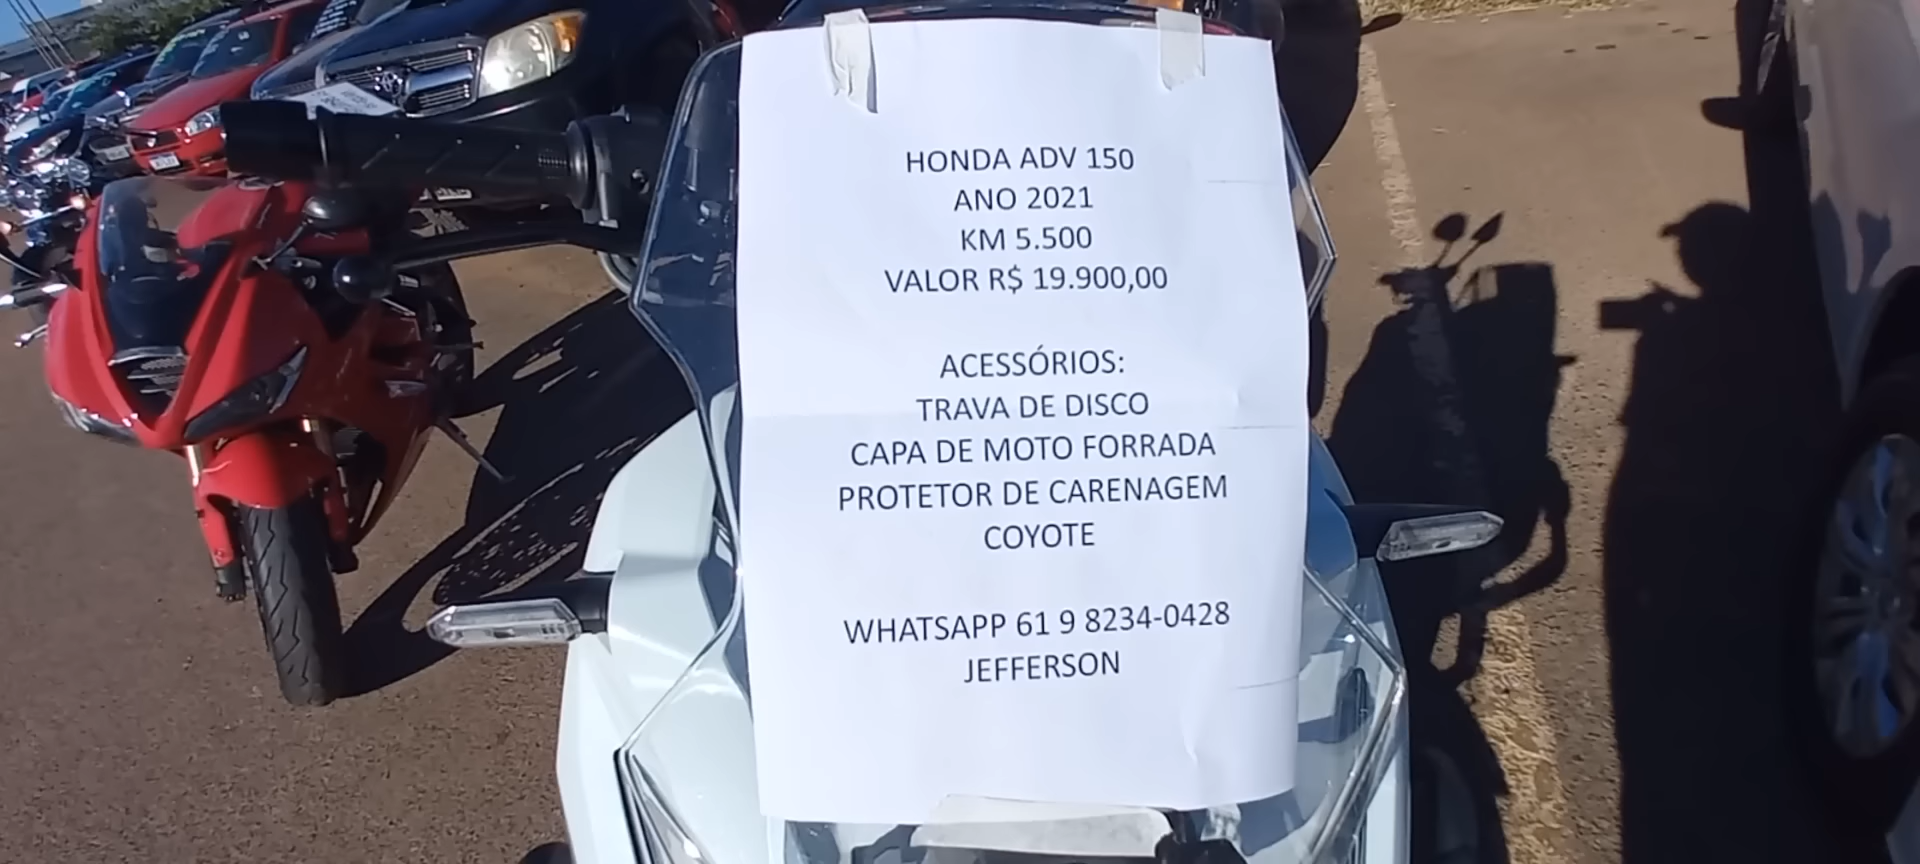 HONDA ADV 150
ANO 2021
KM 5.500
VALOR R$ 19.900,00
ACESSÓRIOS:
TRAVA DE DISCO
CAPA DE MOTO FORRADA
PROTETOR DE CARENAGEM
COYOTE
WHATSAPP 61 9 8234-0428
JEFFERSON